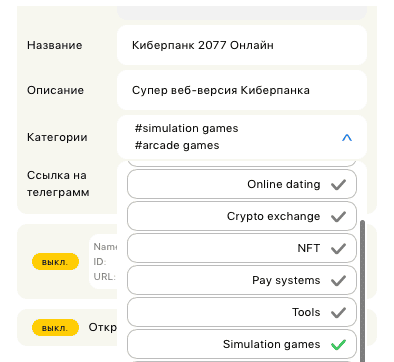 Название
Киберпанк 2077 Онлайн
Описание
Супер веб-версия Киберпанка
Категории
#simulation games
#arcade games
Ссылка на
телеграмм
Online dating
Crypto exchange
NFT
Pay systems
Tools
Simulation games
выкл.
Name
ID:
URL:
выкл.